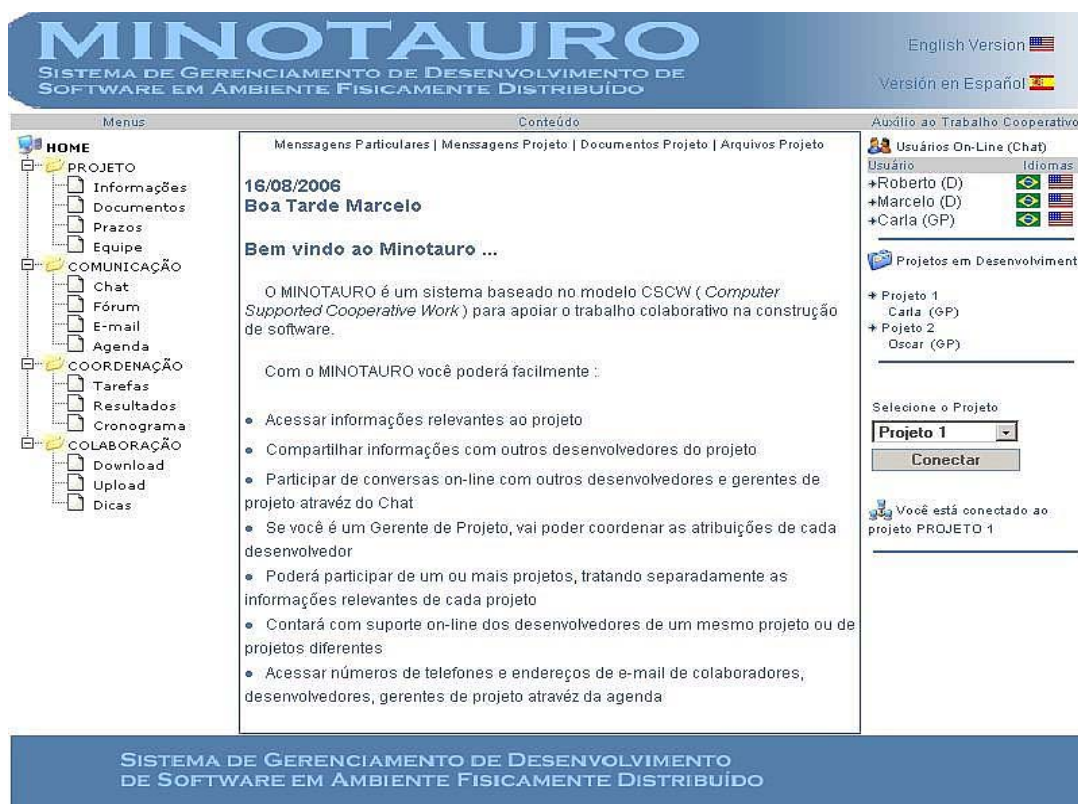 MINOTAURO
SISTEMA DE GERENCIAMENTO DE DESENVOLVIMENTO DE
SOFTWARE EM AMBIENTE FISICAMENTE DISTRIBUÍDO
English Version
Versión en Español
Menus
Conteúdo
Auxílio ao Trabalho Cooperativo
HOME
PROJETO
Informações
Documentos
Prazos
Equipe
COMUNICAÇÃO
Chat
Fórum
E-mail
Agenda
COORDENAÇÃO
Tarefas
Resultados
Cronograma
COLABORAÇÃO
Download
Upload
Dicas
Menssagens Particulares | Menssagens Projeto | Documentos Projeto | Arquivos Projeto
16/08/2006
Boa Tarde Marcelo
Bem vindo ao Minotauro ...
O MINOTAURO é um sistema baseado no modelo CSCW ( Computer
Supported Cooperative Work ) para apoiar o trabalho colaborativo na construção
de software.
Com o MINOTAURO você poderá facilmente :
• Acessar informações relevantes ao projeto
• Compartilhar informações com outros desenvolvedores do projeto
• Participar de conversas on-line com outros desenvolvedores e gerentes de
projeto atravéz do Chat
• Se você é um Gerente de Projeto, vai poder coordenar as atribuições de cada
desenvolvedor
• Poderá participar de um ou mais projetos, tratando separadamente as
informações relevantes de cada projeto
• Contará com suporte on-line dos desenvolvedores de um mesmo projeto ou de
projetos diferentes
• Acessar números de telefones e endereços de e-mail de colaboradores,
desenvolvedores, gerentes de projeto atravéz da agenda
Usuários On-Line (Chat)
Usuário Idiomas
Roberto (D)
Marcelo (D)
Carla (GP)
Projetos em Desenvolviment
Projeto 1
Carla (GP)
Pojeto 2
Oscar (GP)
Selecione o Projeto
Projeto 1
Conectar
Você está conectado ao
projeto PROJETO 1
SISTEMA DE GERENCIAMENTO DE DESENVOLVIMENTO
DE SOFTWARE EM AMBIENTE FISICAMENTE DISTRIBUÍDO